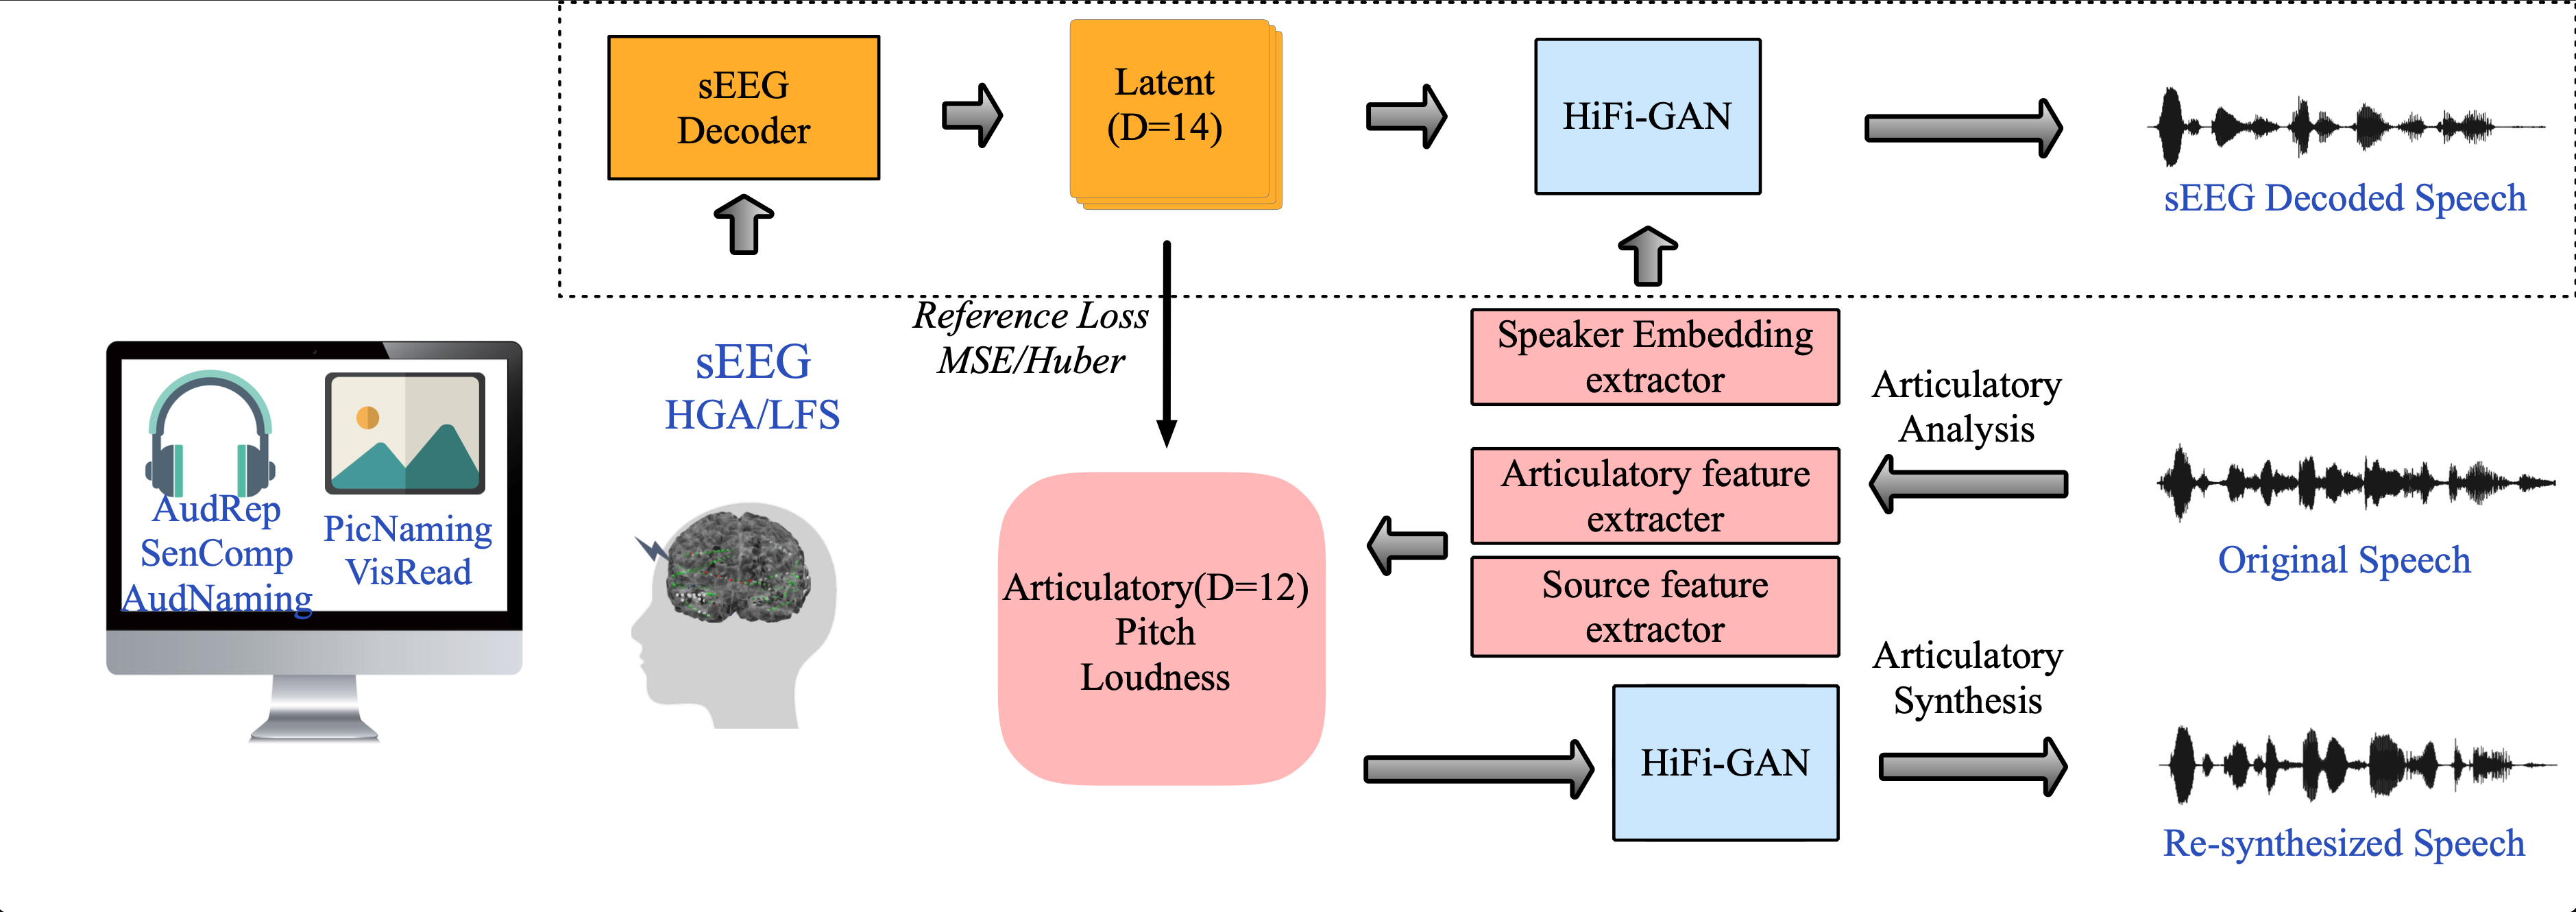 sEEG
Decoder
Latent
(D=14)
HiFi-GAN
sEEG Decoded Speech
Reference Loss
MSE/Huber
sEEG
HGA/LFS
AudRep
SenComp
AudNaming
PicNaming
VisRead
Speaker Embedding
extractor
Articulatory feature
extracter
Source feature
extractor
Articulatory
Analysis
Original Speech
Articulatory(D=12)
Pitch
Loudness
HiFi-GAN
Articulatory
Synthesis
Re-synthesized Speech